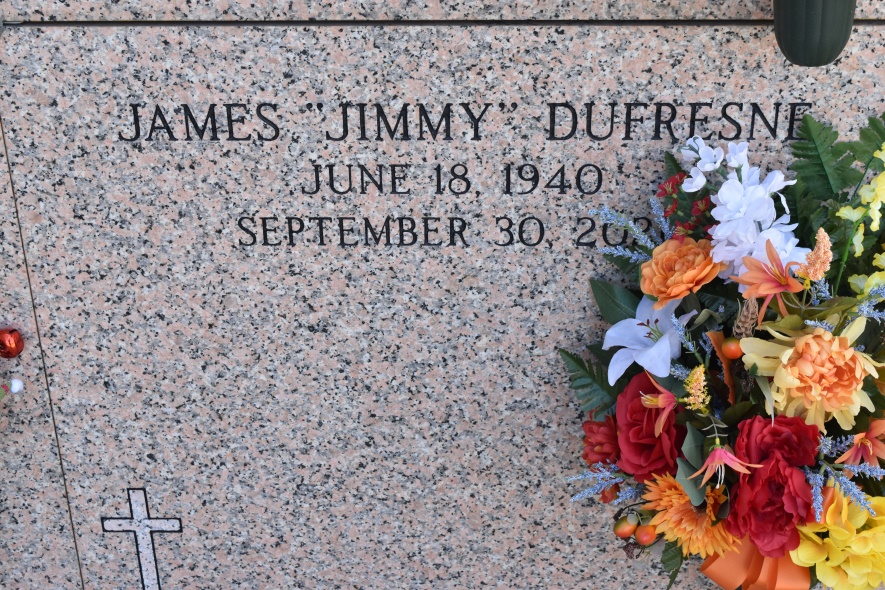 JAMES "JIMMY" DUFRESNE
JUNE 18, 1940
SEPTEMBER 30,